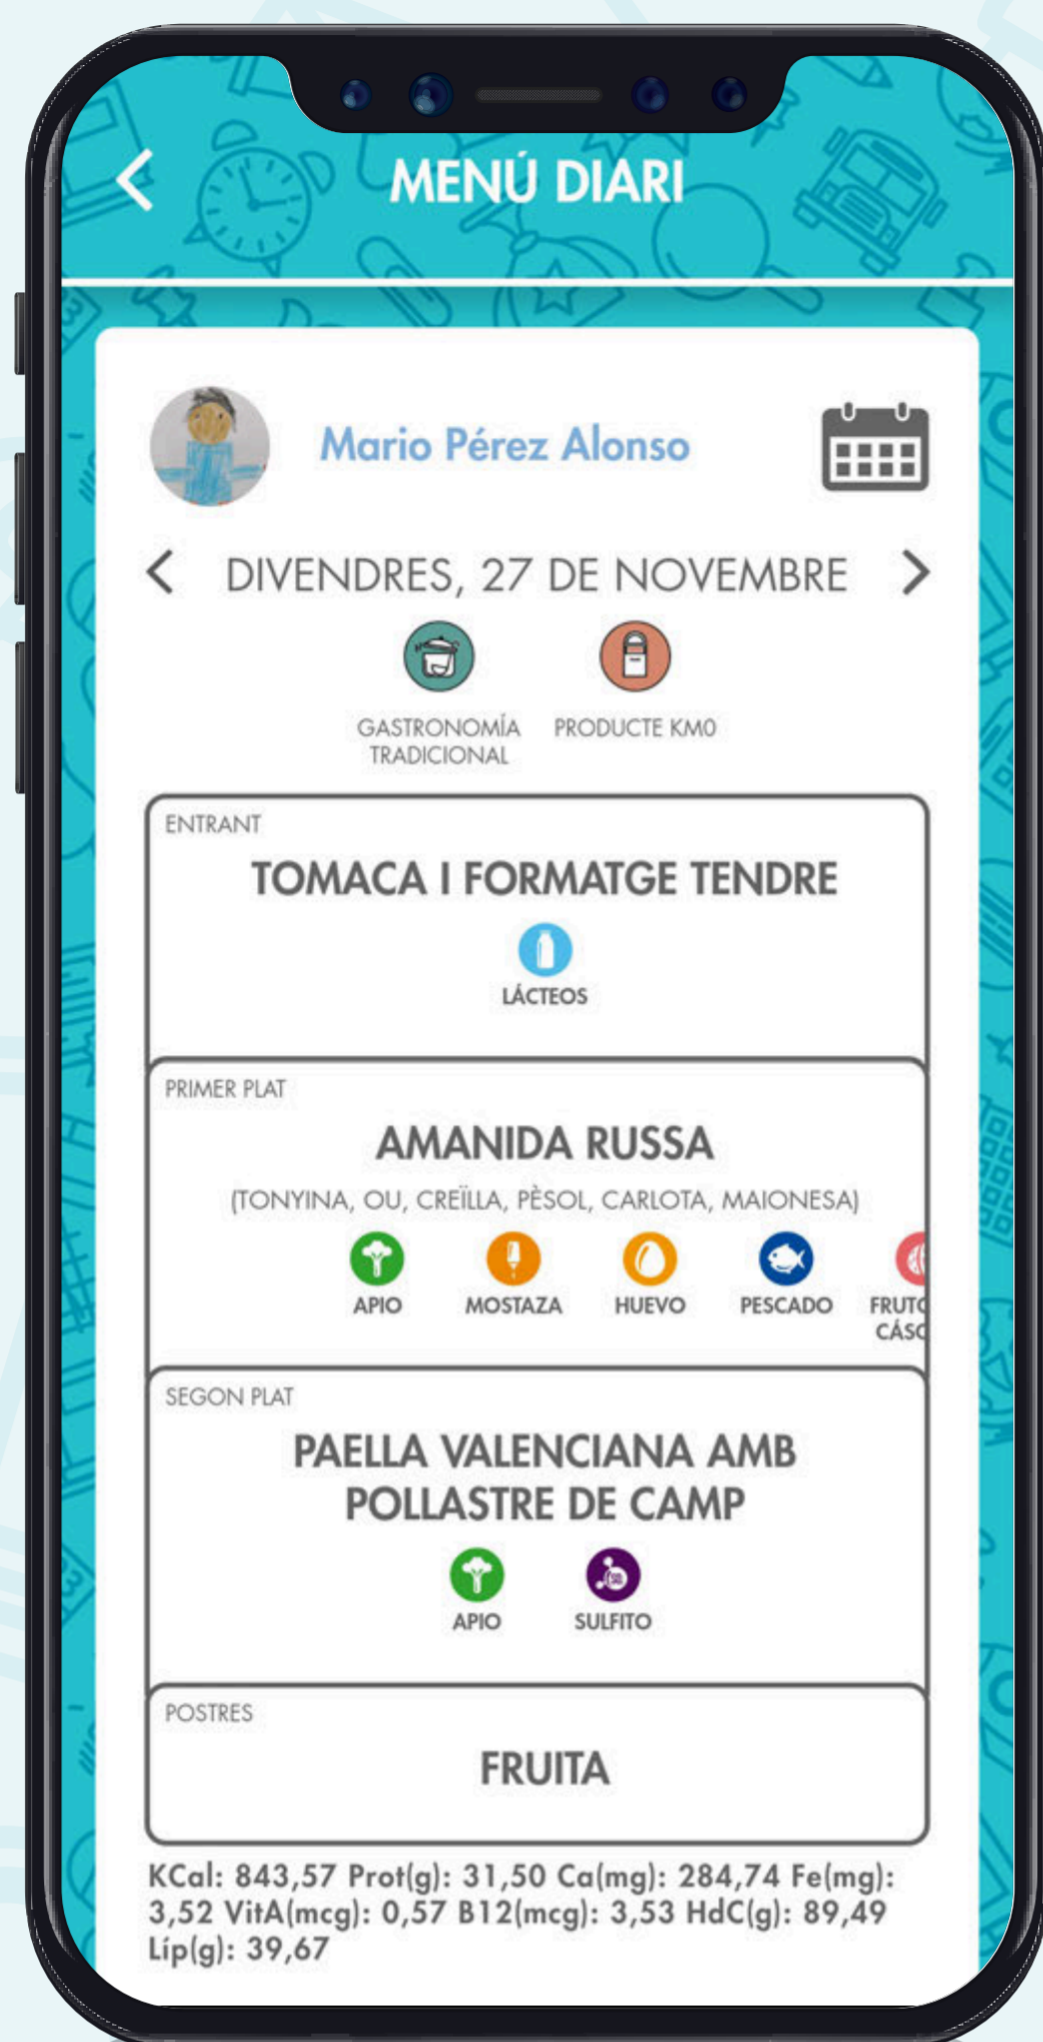 MENÚ DIARI
Mario Pérez Alonso
DIVENDRES, 27 DE NOVEMBRE
GASTRONOMÍA
TRADICIONAL
PRODUCTE KM0
ENTRANT
TOMACA I FORMATGE TENDRE
LÁCTEOS
PRIMER PLAT
AMANIDA RUSSA
(TONYINA, OU, CREÏLLA, PÈSOL, CARLOTA, MAIONESA)
APIO MOSTAZA HUEVO PESCADO
SEGON PLAT
PAELLA VALENCIANA AMB
POLLASTRE DE CAMP
APIO SULFITO
POSTRES
FRUITA
KCal: 843,57 Prot(g): 31,50 Ca(mg): 284,74 Fe(mg):
3,52 VitA(mcg): 0,57 B12(mcg): 3,53 HdC(g): 89,49
Líp(g): 39,67